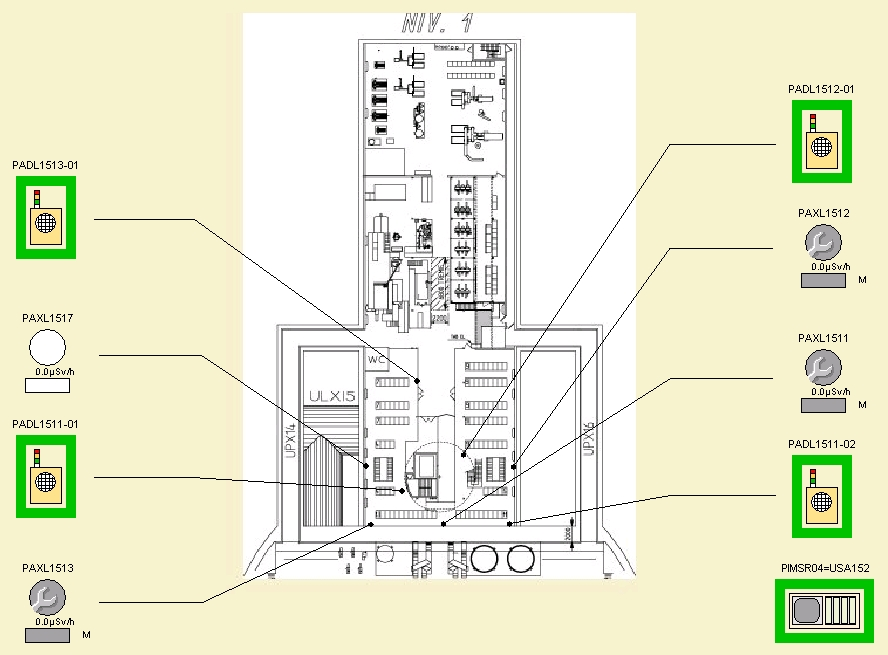 NIV. 1
PADL1512-01
PADL1513-01
PAXL1512
0.0µSv/h
M
PAXL1517
0.0µSv/h
PAXL1511
0.0µSv/h
M
WC
ULX15
PADL1511-01
UPX14
UPX16
PADL1511-02
PAXL1513
0.0µSv/h
M
PIMSR04=USA152